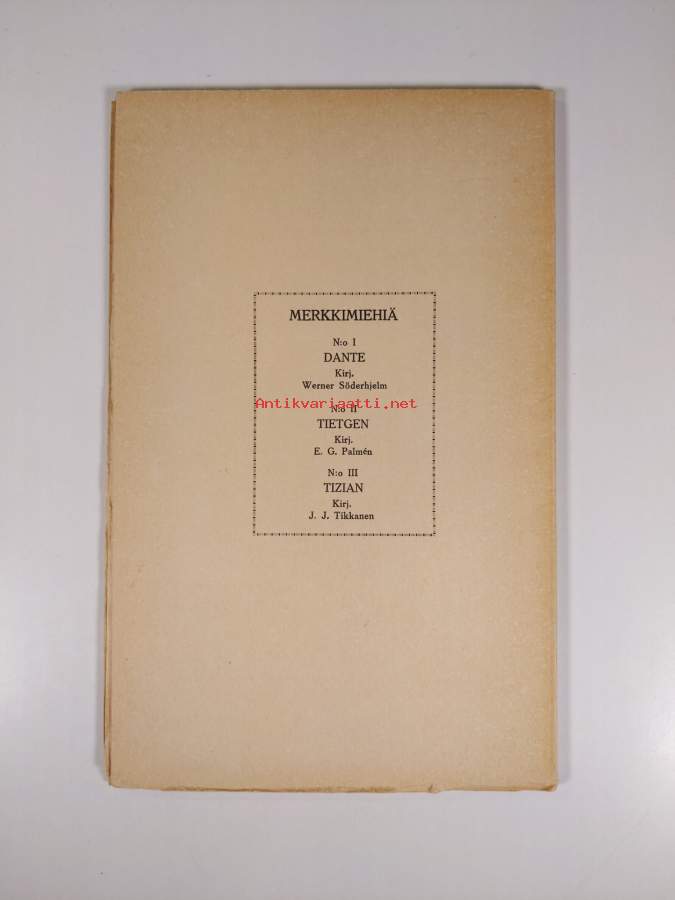 MERKKIMIEHIÄ
N:o I
DANTE
Kirj.
Werner Söderhjelm
Antikvariaatti.net
N:o II
TIETGEN
Kirj.
E. G. Palmén
N:o III
TIZIAN
Kirj.
J. J. Tikkanen